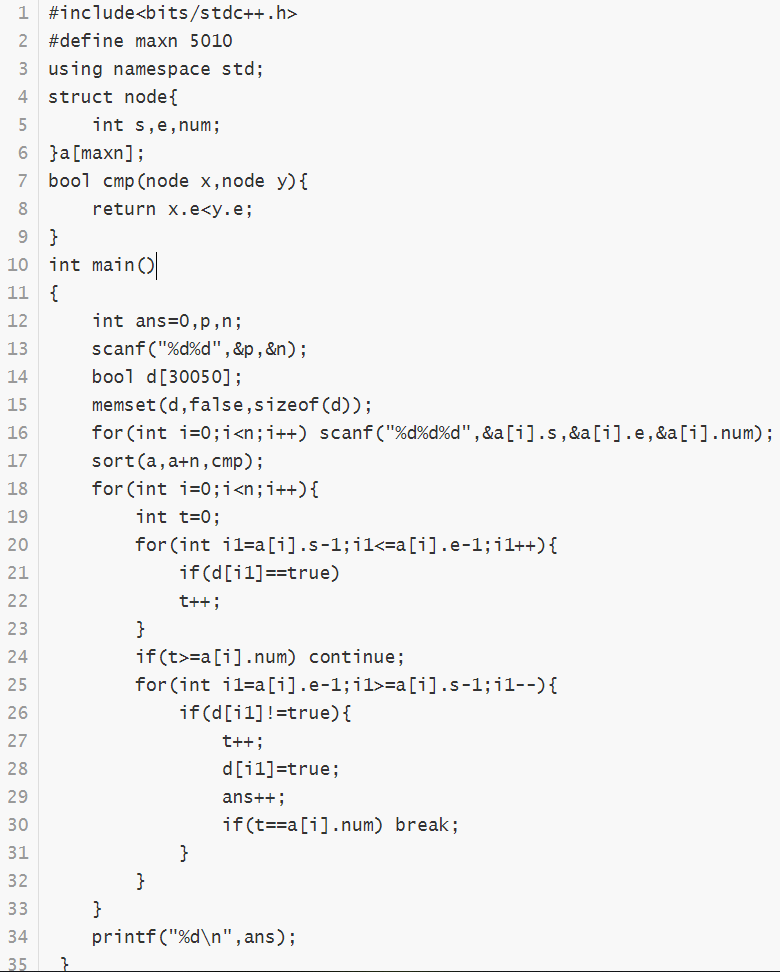 1 #include<bits/stdc++.h>
2 #define maxn 5010
3 using namespace std;
4 struct node{
5     int s,e,num;
6 }a[maxn];
7 bool cmp(node x,node y){
8     return x.e<y.e;
9 }
10 int main()
11 {
12     int ans=0,p,n;
13     scanf("%d%d",&p,&n);
14     bool d[30050];
15     memset(d,false,sizeof(d));
16     for(int i=0;i<n;i++) scanf("%d%d%d",&a[i].s,&a[i].e,&a[i].num);
17     sort(a,a+n,cmp);
18     for(int i=0;i<n;i++){
19         int t=0;
20         for(int i1=a[i].s-1;i1<=a[i].e-1;i1++){
21             if(d[i1]==true)
22             t++;
23         }
24         if(t>=a[i].num) continue;
25         for(int i1=a[i].e-1;i1>=a[i].s-1;i1--){
26             if(d[i1]!=true){
27                 t++;
28                 d[i1]=true;
29                 ans++;
30                 if(t==a[i].num) break;
31             }
32         }
33     }
34     printf("%d\n",ans);
35  }